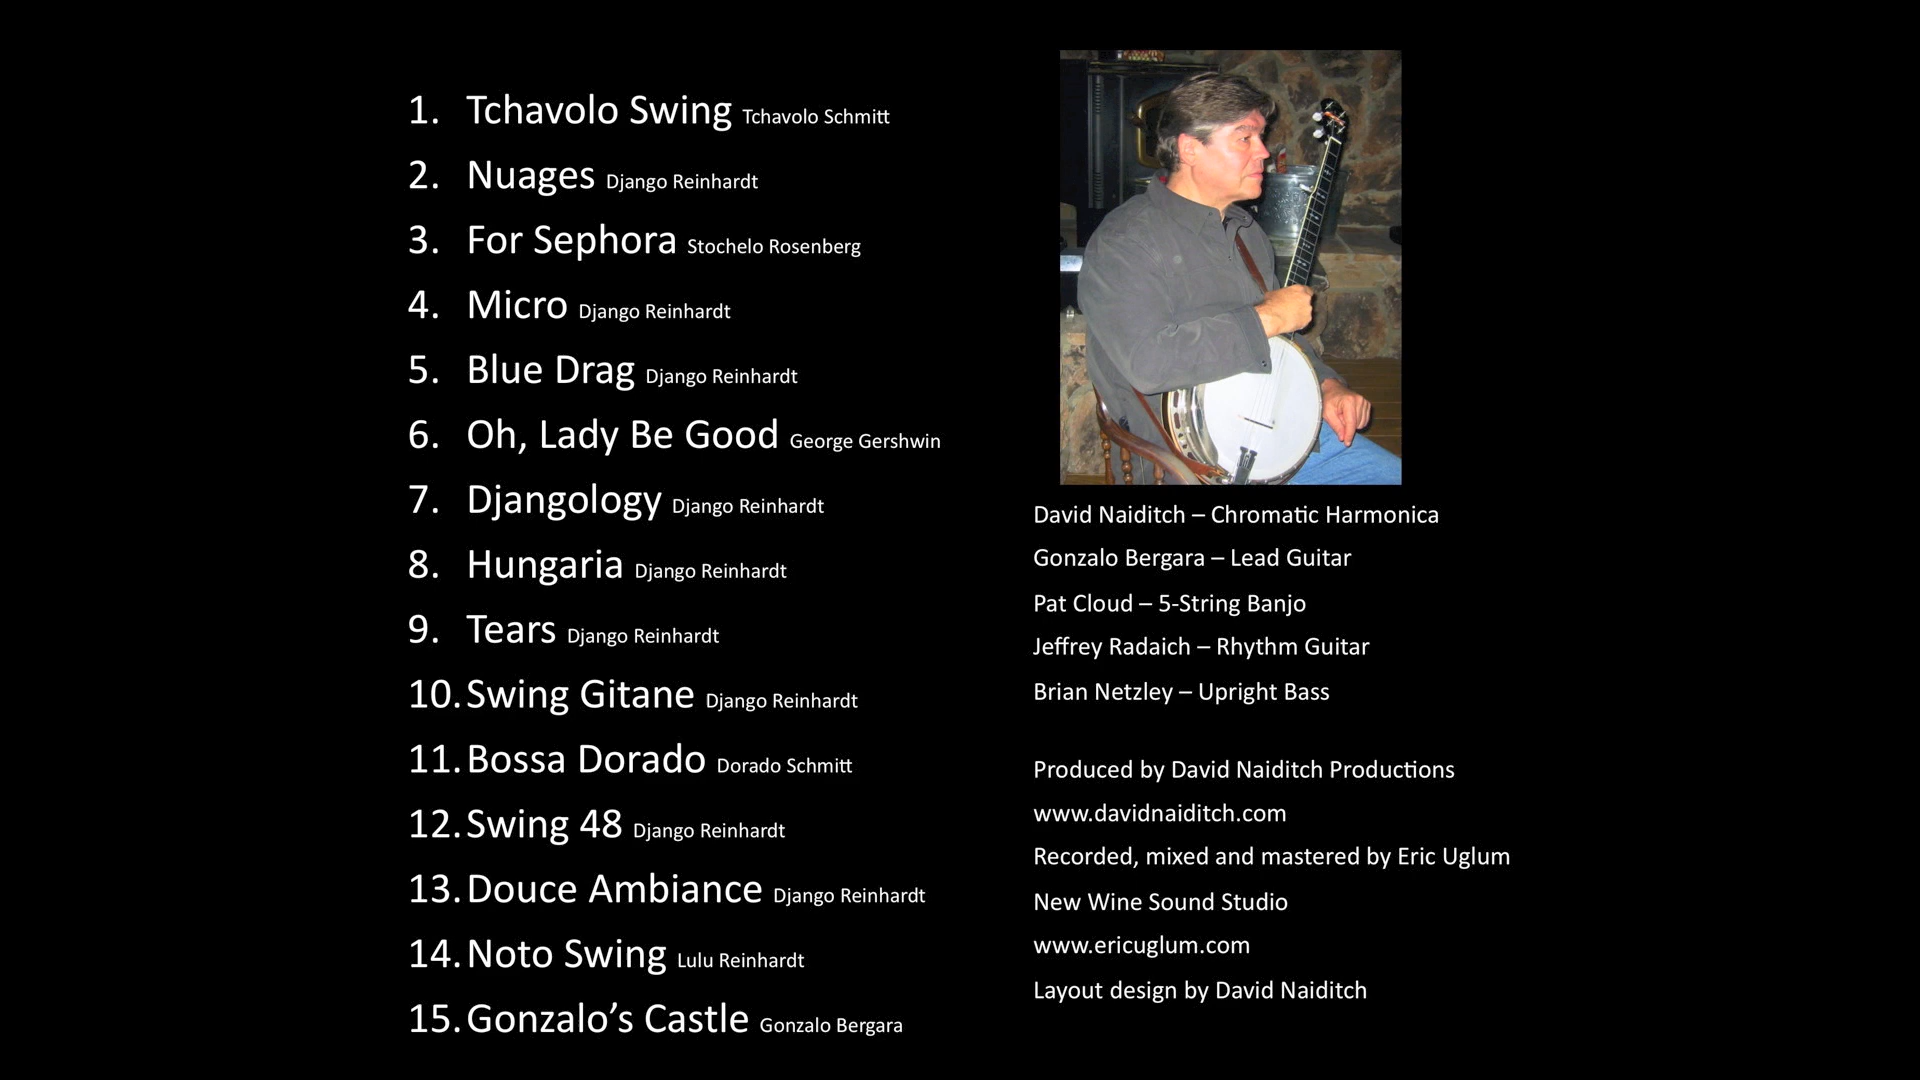 1. Tchavolo Swing Tchavolo Schmitt
2. Nuages Django Reinhardt
3. For Sephora Stochelo Rosenberg
4. Micro Django Reinhardt
5. Blue Drag Django Reinhardt
6. Oh, Lady Be Good George Gershwin
7. Djangology Django Reinhardt
8. Hungaria Django Reinhardt
9. Tears Django Reinhardt
10. Swing Gitane Django Reinhardt
11. Bossa Dorado Dorado Schmitt
12. Swing 48 Django Reinhardt
13. Douce Ambiance Django Reinhardt
14. Noto Swing Lulu Reinhardt
15. Gonzalo’s Castle Gonzalo Bergara
David Naiditch – Chromatic Harmonica
Gonzalo Bergara – Lead Guitar
Pat Cloud – 5-String Banjo
Jeffrey Radaich – Rhythm Guitar
Brian Netzley – Upright Bass
Produced by David Naiditch Productions
www.davidnaiditch.com
Recorded, mixed and mastered by Eric Uglum
New Wine Sound Studio
www.ericuglum.com
Layout design by David Naiditch